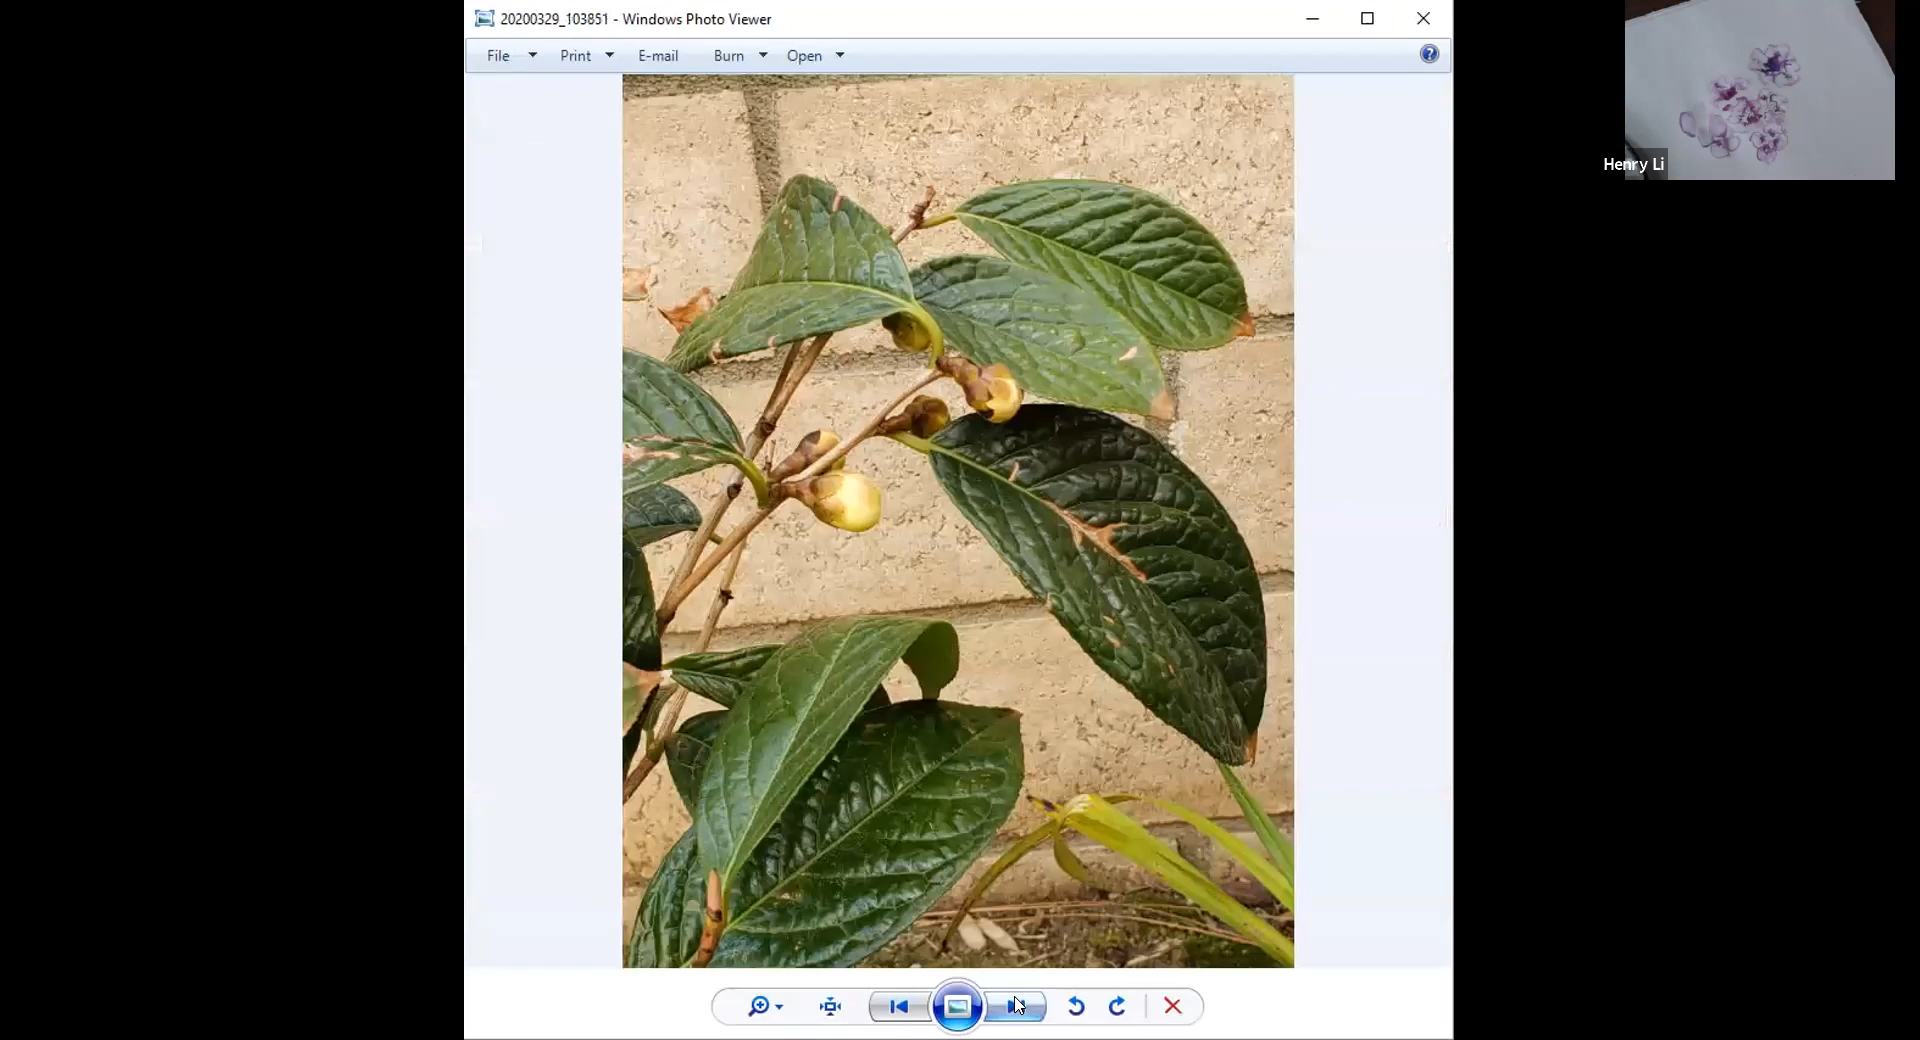 20200329_103851 - Windows Photo Viewer
File Print E-mail Burn Open
Henry Li